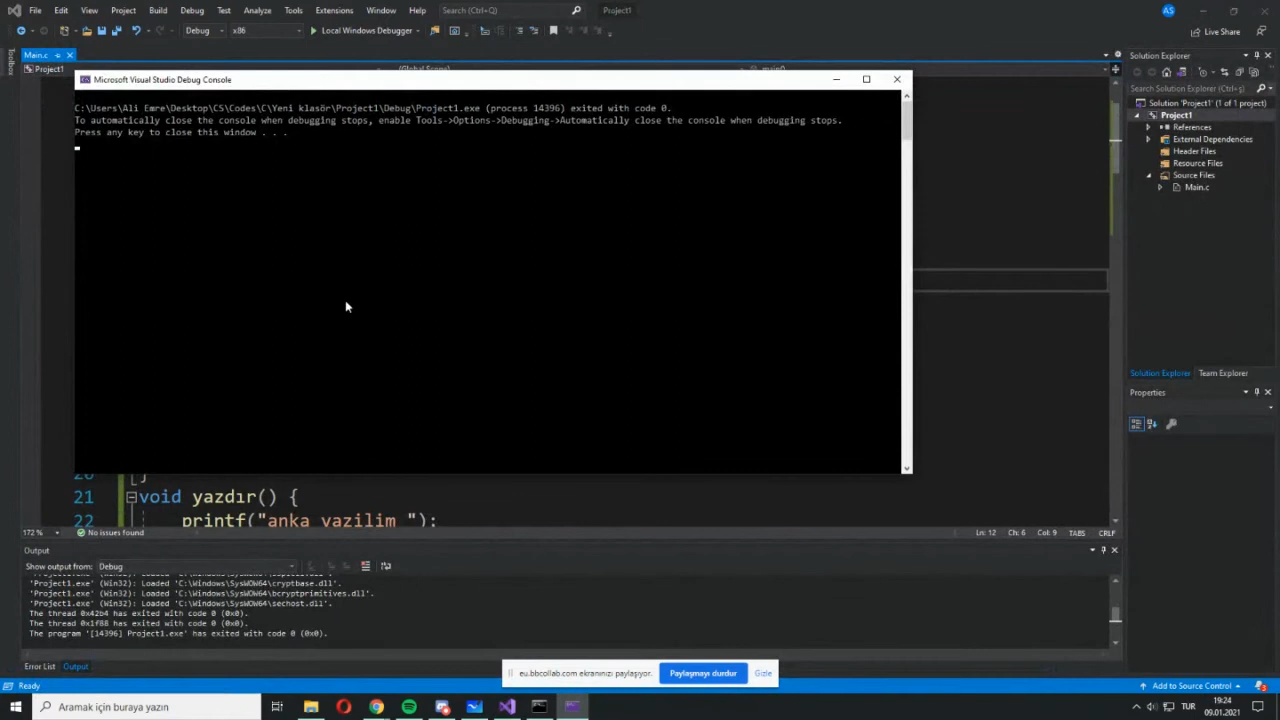 File Edit View Project Build Debug Test Analyze Tools Extensions Window Help Search (Ctrl+Q) Project1 AS
Debug x86 Local Windows Debugger Live Share
Main.c
Project1 (Global Scope) main()
Toolbox
Microsoft Visual Studio Debug Console
C:\Users\Ali Emre\Desktop\CS\Codes\C\Yeni klasör\Project1\Debug\Project1.exe (process 14396) exited with code 0.
To automatically close the console when debugging stops, enable Tools->Options->Debugging->Automatically close the console when debugging stops.
Press any key to close this window . . .
Solution Explorer
Search Solution Explorer (Ctrl+ş)
Solution 'Project1' (1 of 1 project)
Project1
References
External Dependencies
Header Files
Resource Files
Source Files
Main.c
Solution Explorer Team Explorer
Properties
20 }
21 void yazdır() {
22 printf("anka yazilim ");
172 % No issues found Ln: 12 Ch: 6 Col: 9 TABS CRLF
Output
Show output from: Debug
'Project1.exe' (Win32): Loaded 'C:\Windows\SysWOW64\cryptbase.dll'.
'Project1.exe' (Win32): Loaded 'C:\Windows\SysWOW64\bcryptprimitives.dll'.
'Project1.exe' (Win32): Loaded 'C:\Windows\SysWOW64\sechost.dll'.
The thread 0x42b4 has exited with code 0 (0x0).
The thread 0x1f88 has exited with code 0 (0x0).
The program '[14396] Project1.exe' has exited with code 0 (0x0).
Error List Output
eu.bbcollab.com ekranınızı paylaşıyor. Paylaşmayı durdur Gizle
Ready Add to Source Control
Aramak için buraya yazın
TUR 19:24
09.01.2021